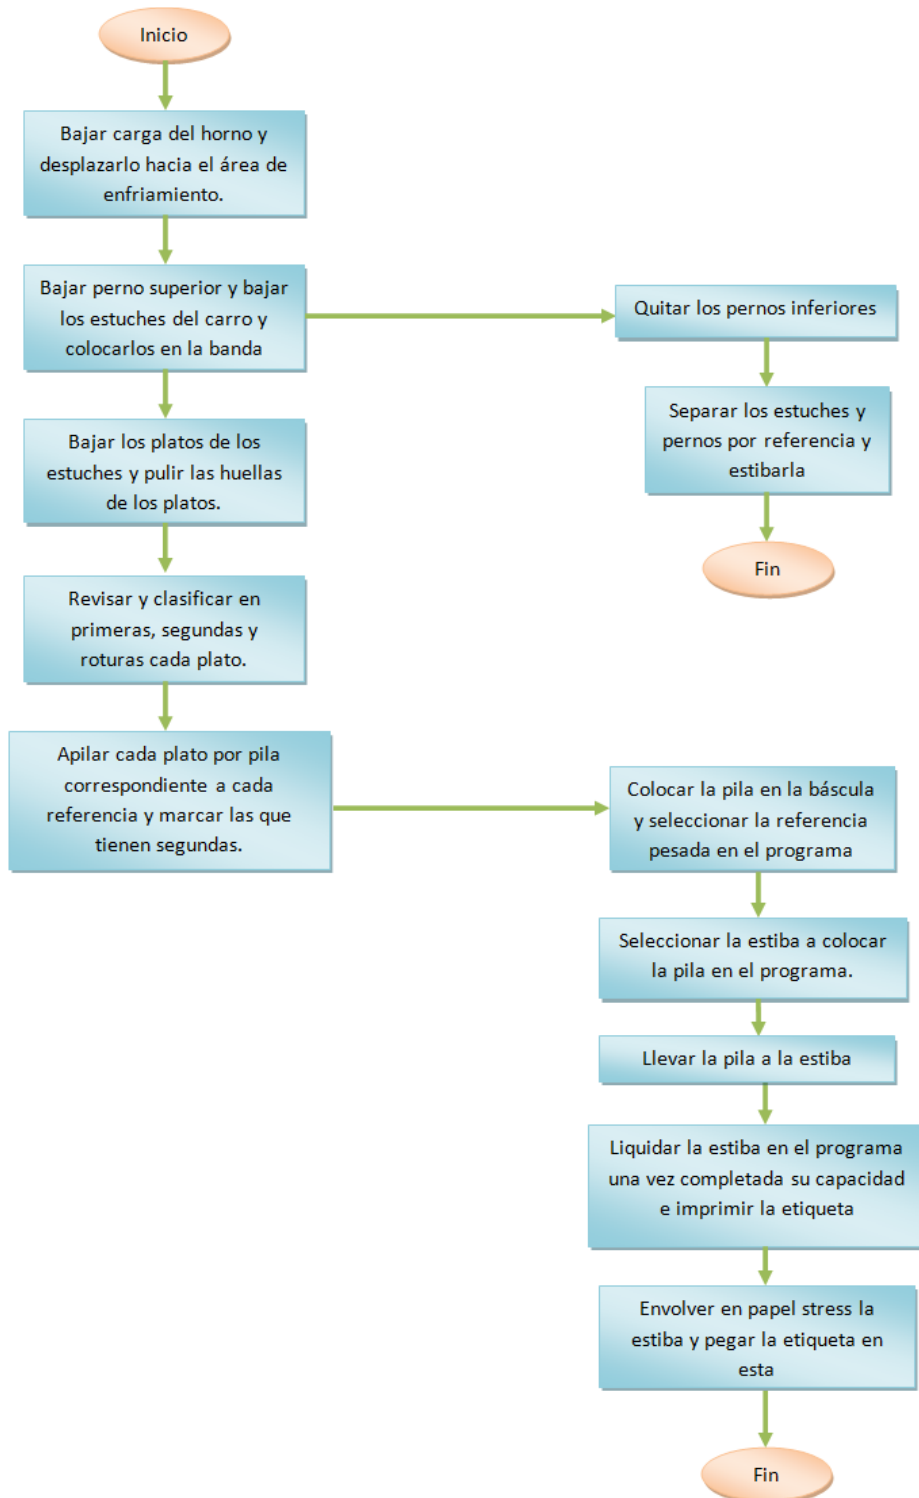 Inicio
Bajar carga del horno y
desplazarlo hacia el área de
enfriamiento.
Bajar perno superior y bajar
los estuches del carro y
colocarlos en la banda
Quitar los pernos inferiores
Separar los estuches y
pernos por referencia y
estibarla
Fin
Bajar los platos de los
estuches y pulir las huellas
de los platos.
Revisar y clasificar en
primeras, segundas y
roturas cada plato.
Apilar cada plato por pila
correspondiente a cada
referencia y marcar las que
tienen segundas.
Colocar la pila en la báscula
y seleccionar la referencia
pesada en el programa
Seleccionar la estiba a colocar
la pila en el programa.
Llevar la pila a la estiba
Liquidar la estiba en el programa
una vez completada su capacidad
e imprimir la etiqueta
Envolver en papel stress la
estiba y pegar la etiqueta en
esta
Fin